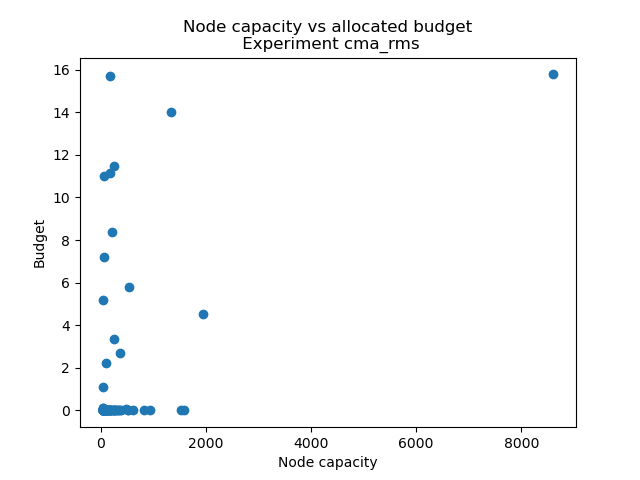 Node capacity vs allocated budget
Experiment cma_rms
16
14
12
10
8
6
4
2
0
Budget
0 2000 4000 6000 8000
Node capacity